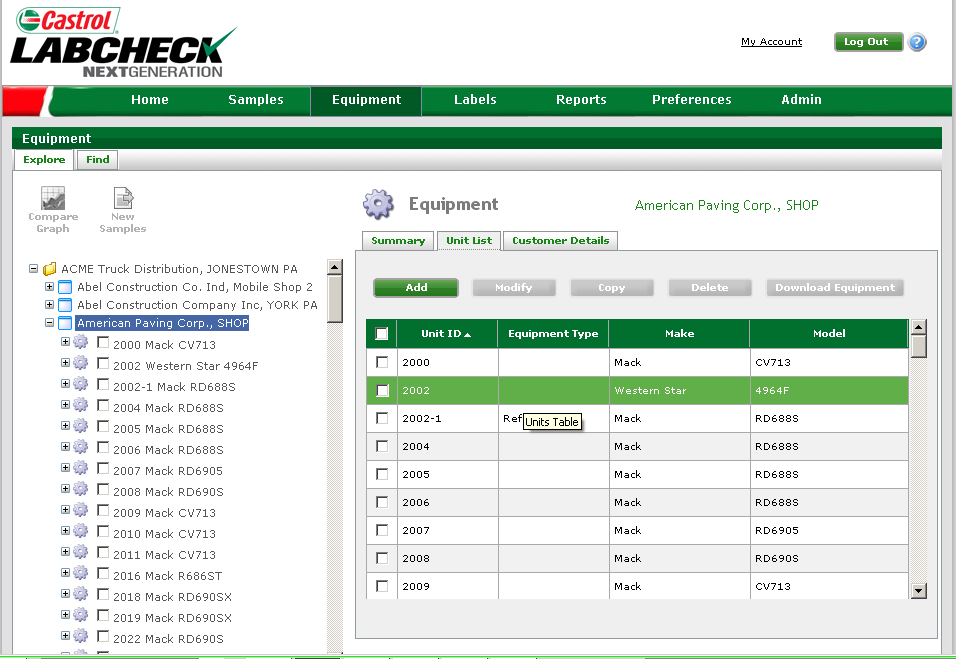 Castrol
LABCHECK
NEXTGENERATION
My Account
Log Out
?
Home Samples Equipment Labels Reports Preferences Admin
Equipment
Explore Find
Compare Graph
New Samples
ACME Truck Distribution, JONESTOWN PA
Abel Construction Co. Ind, Mobile Shop 2
Abel Construction Company Inc, YORK PA
American Paving Corp., SHOP
2000 Mack CV713
2002 Western Star 4964F
2002-1 Mack RD688S
2004 Mack RD688S
2005 Mack RD688S
2006 Mack RD688S
2007 Mack RD6905
2008 Mack RD690S
2009 Mack CV713
2010 Mack CV713
2011 Mack CV713
2016 Mack R686ST
2018 Mack RD690SX
2019 Mack RD690SX
2022 Mack RD690S
Equipment
American Paving Corp., SHOP
Summary Unit List Customer Details
Add Modify Copy Delete Download Equipment
Unit ID Equipment Type Make Model
2000 Mack CV713
2002 Western Star 4964F
2002-1 Ref Mack RD688S
Units Table
2004 Mack RD688S
2005 Mack RD688S
2006 Mack RD688S
2007 Mack RD6905
2008 Mack RD690S
2009 Mack CV713